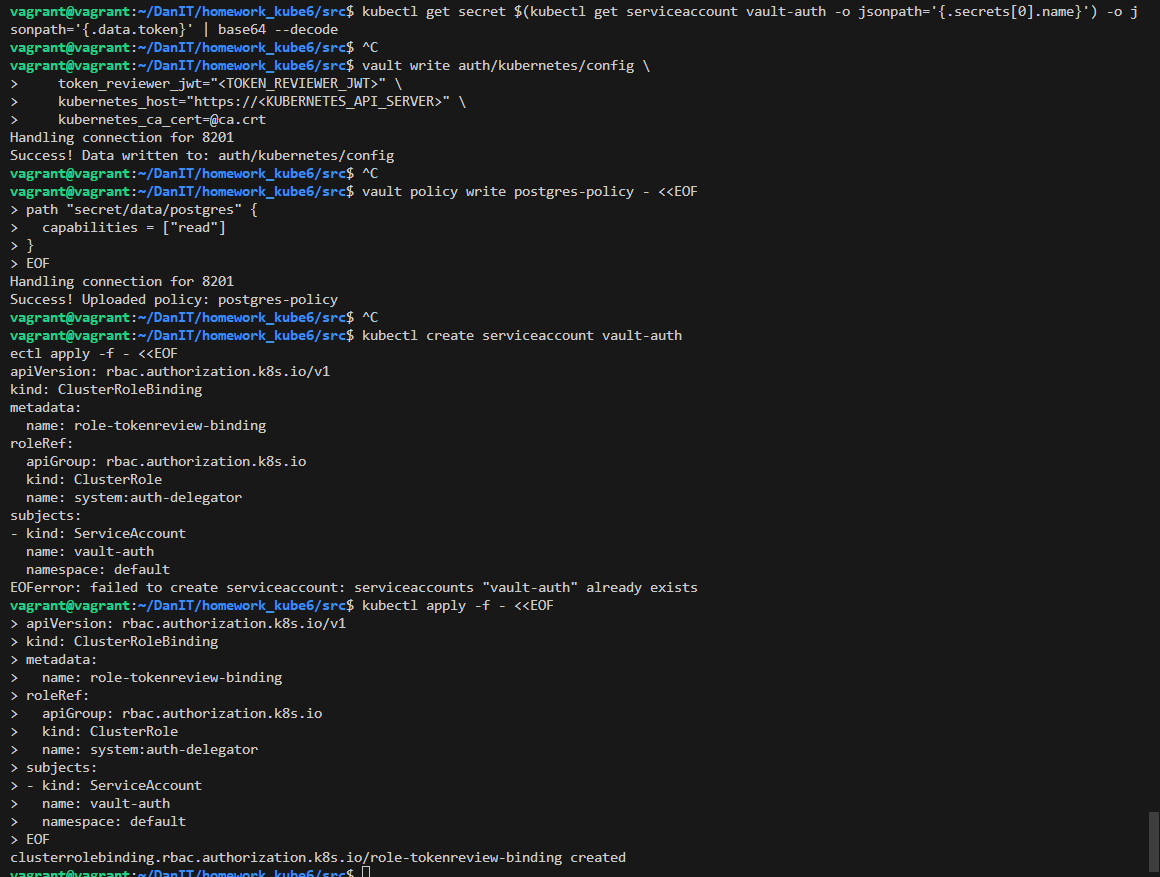 vagrant@vagrant:~/DanIT/homework_kube6/src$ kubectl get secret $(kubectl get serviceaccount vault-auth -o jsonpath='{.secrets[0].name}') -o j
sonpath='{.data.token}' | base64 --decode
vagrant@vagrant:~/DanIT/homework_kube6/src$ ^C
vagrant@vagrant:~/DanIT/homework_kube6/src$ vault write auth/kubernetes/config \
>     token_reviewer_jwt="<TOKEN_REVIEWER_JWT>" \
>     kubernetes_host="https://<KUBERNETES_API_SERVER>" \
>     kubernetes_ca_cert=@ca.crt
Handling connection for 8201
Success! Data written to: auth/kubernetes/config
vagrant@vagrant:~/DanIT/homework_kube6/src$ ^C
vagrant@vagrant:~/DanIT/homework_kube6/src$ vault policy write postgres-policy - <<EOF
> path "secret/data/postgres" {
>   capabilities = ["read"]
> }
> EOF
Handling connection for 8201
Success! Uploaded policy: postgres-policy
vagrant@vagrant:~/DanIT/homework_kube6/src$ ^C
vagrant@vagrant:~/DanIT/homework_kube6/src$ kubectl create serviceaccount vault-auth
ectl apply -f - <<EOF
apiVersion: rbac.authorization.k8s.io/v1
kind: ClusterRoleBinding
metadata:
  name: role-tokenreview-binding
roleRef:
  apiGroup: rbac.authorization.k8s.io
  kind: ClusterRole
  name: system:auth-delegator
subjects:
- kind: ServiceAccount
  name: vault-auth
  namespace: default
EOFerror: failed to create serviceaccount: serviceaccounts "vault-auth" already exists
vagrant@vagrant:~/DanIT/homework_kube6/src$ kubectl apply -f - <<EOF
> apiVersion: rbac.authorization.k8s.io/v1
> kind: ClusterRoleBinding
> metadata:
>   name: role-tokenreview-binding
> roleRef:
>   apiGroup: rbac.authorization.k8s.io
>   kind: ClusterRole
>   name: system:auth-delegator
> subjects:
> - kind: ServiceAccount
>   name: vault-auth
>   namespace: default
> EOF
clusterrolebinding.rbac.authorization.k8s.io/role-tokenreview-binding created
vagrant@vagrant:~/DanIT/homework_kube6/src$